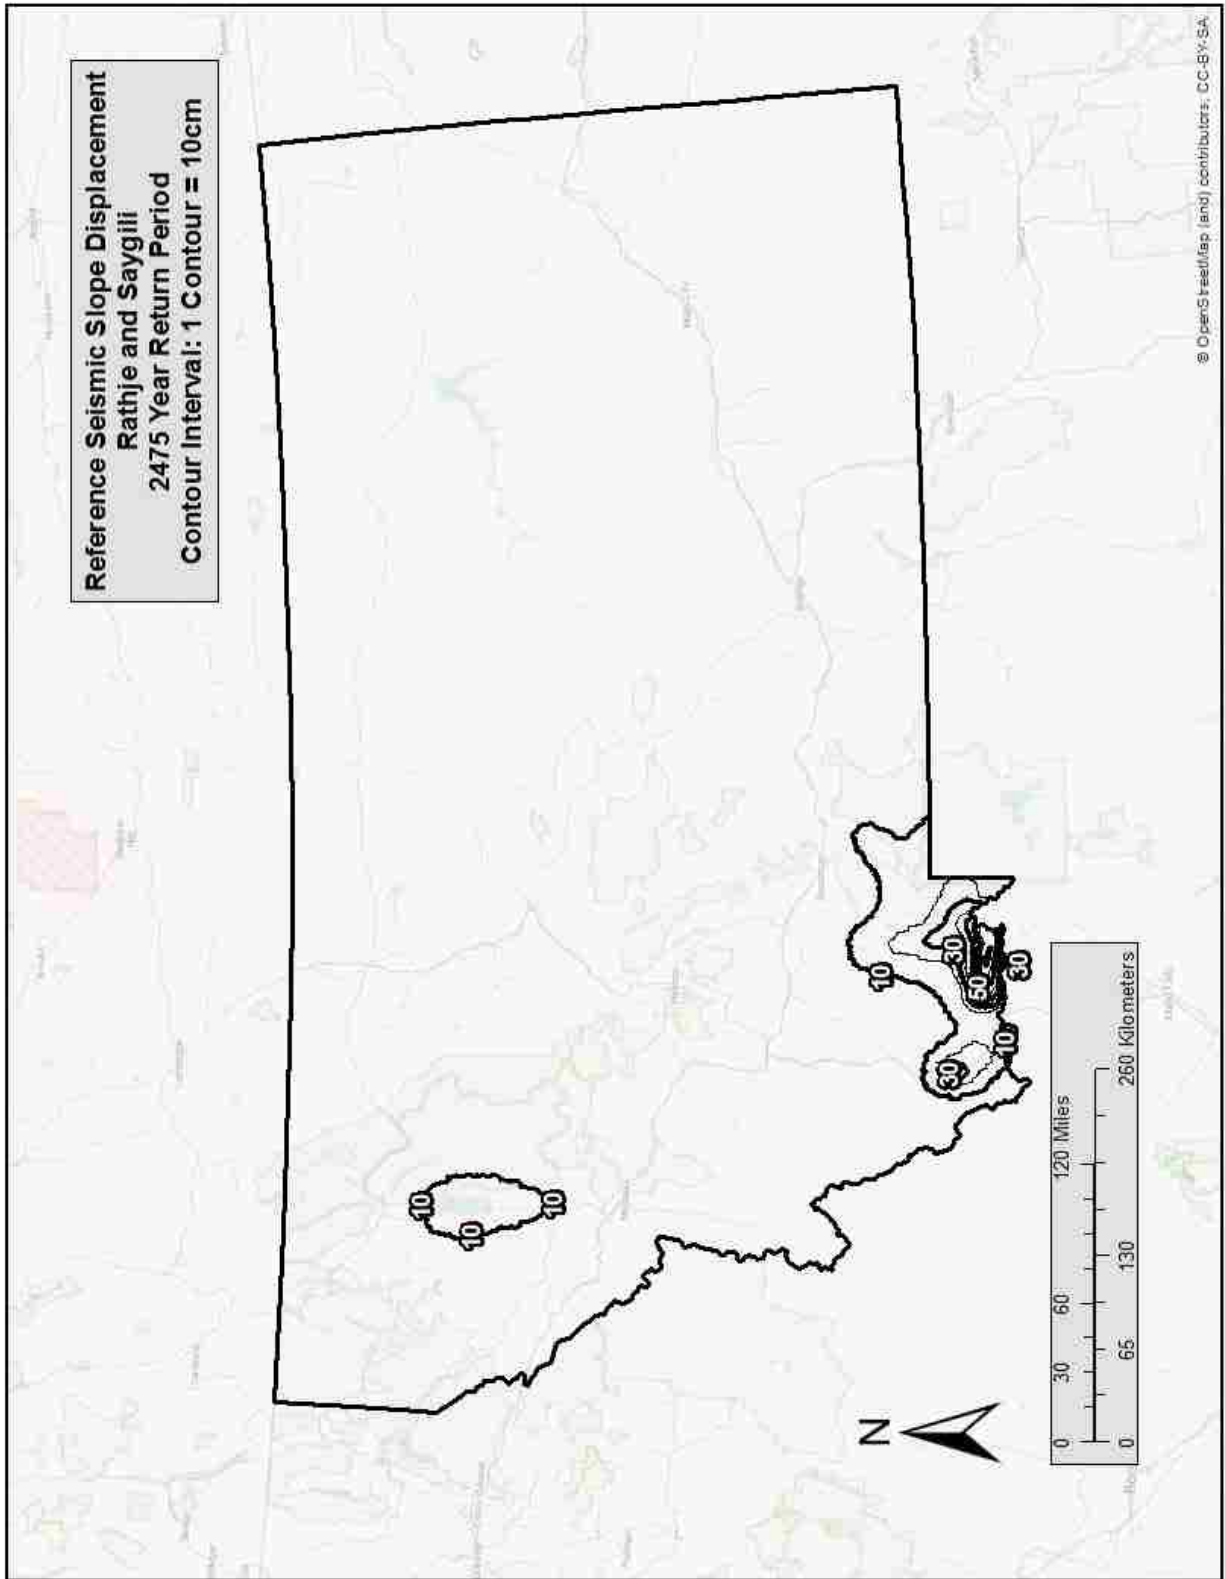 Reference Seismic Slope Displacement
Rathje and Saygili
2475 Year Return Period
Contour Interval: 1 Contour = 10cm
10
10
10
10
30
30
50
10
30
N
0 30 60 120 Miles
0 65 130 260 Kilometers
© OpenStreetMap (and) contributors, CC-BY-SA